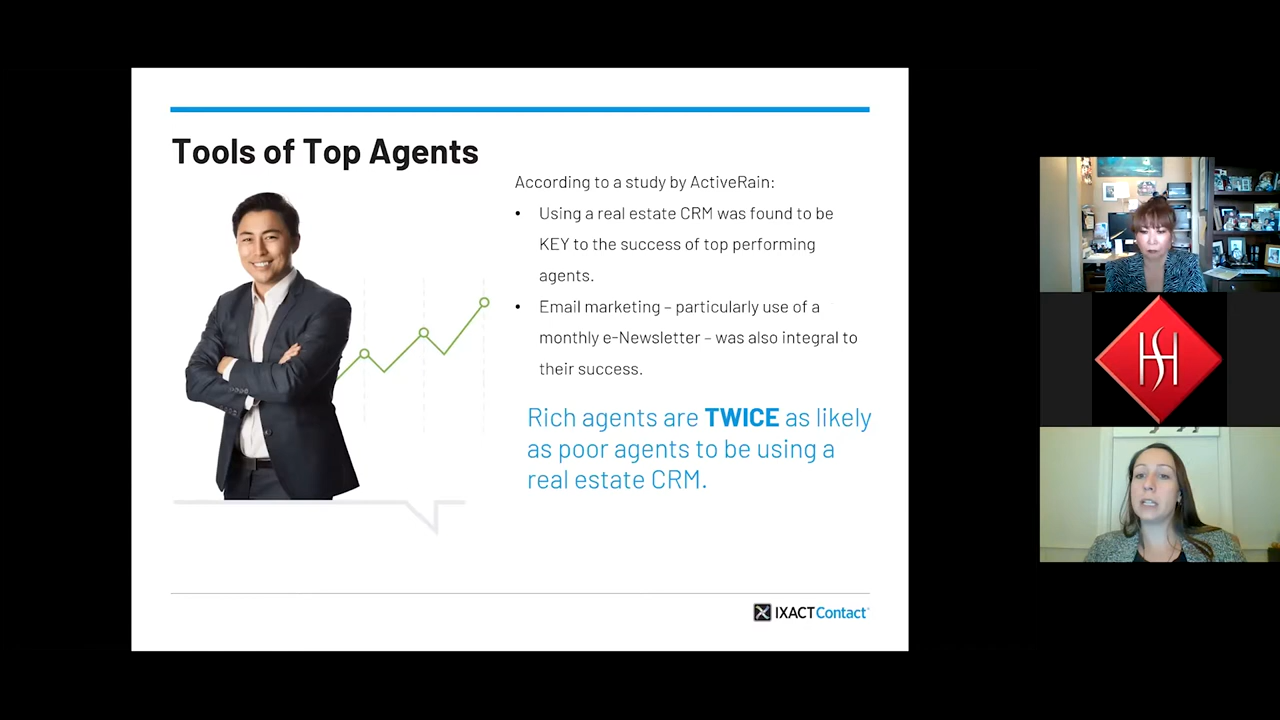 Tools of Top Agents
According to a study by ActiveRain:
• Using a real estate CRM was found to be
KEY to the success of top performing
agents.
• Email marketing – particularly use of a
monthly e-Newsletter – was also integral to
their success.
Rich agents are TWICE as likely
as poor agents to be using a
real estate CRM.
IXACT Contact